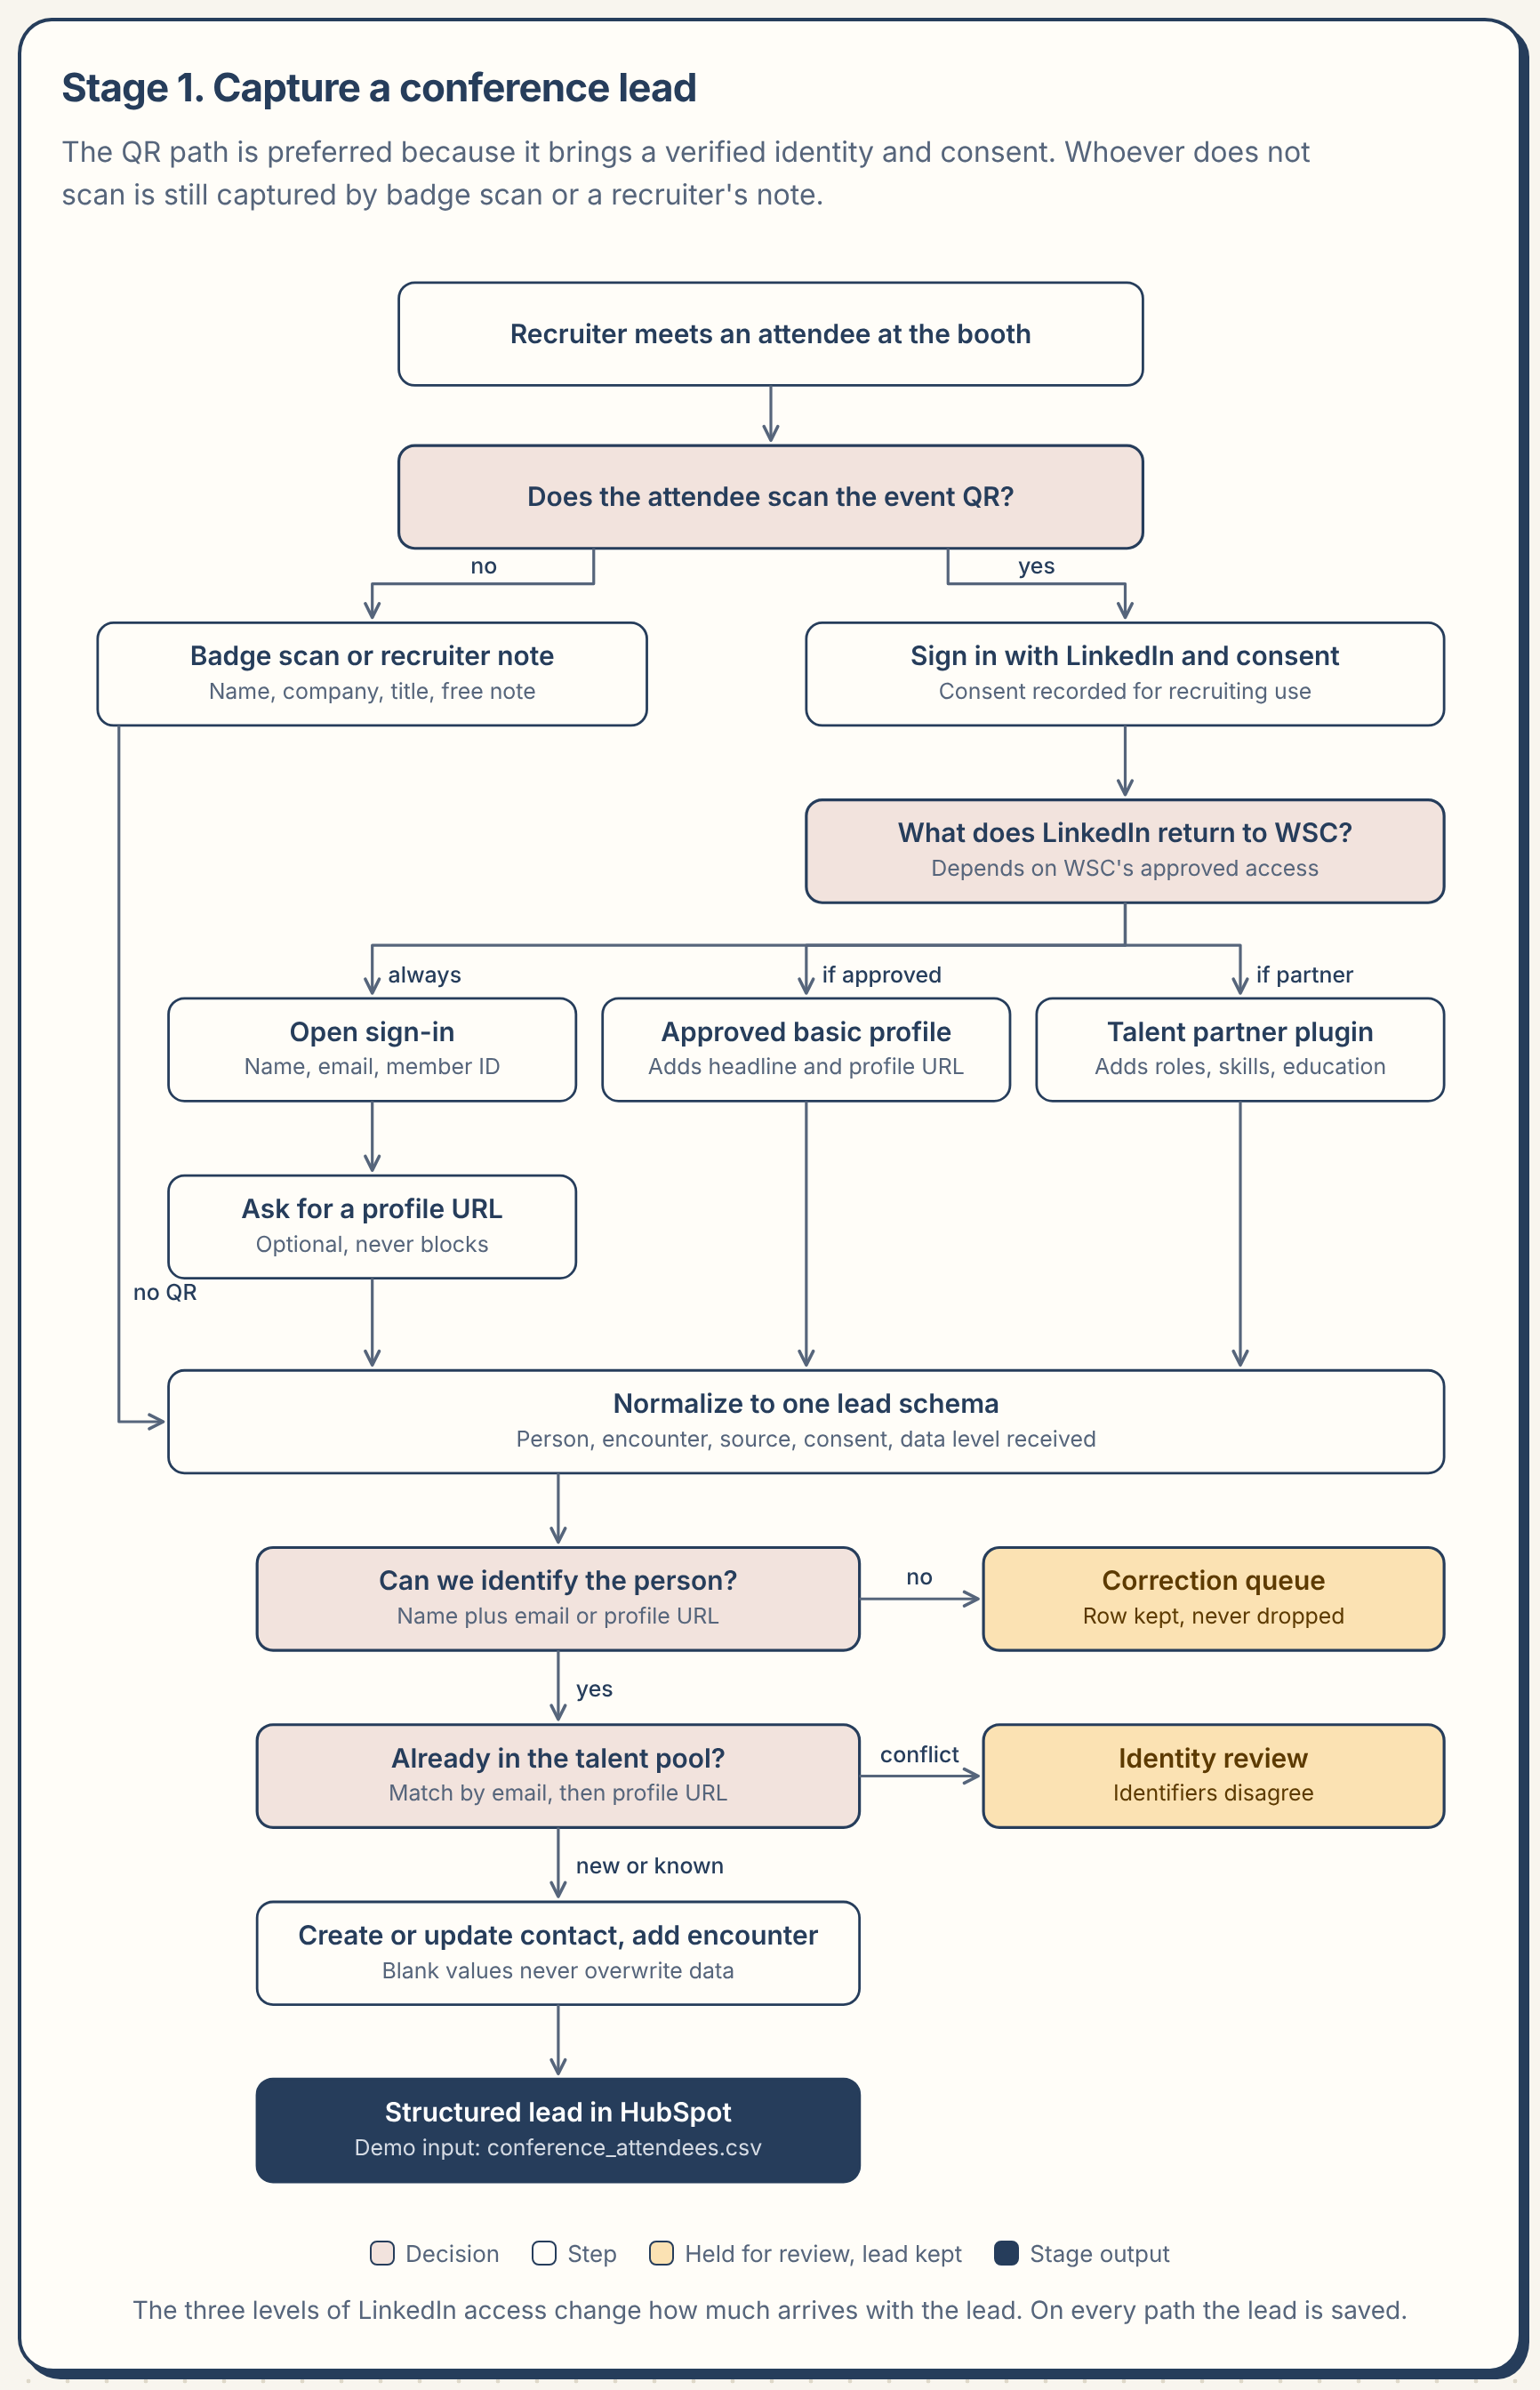 Stage 1. Capture a conference lead
The QR path is preferred because it brings a verified identity and consent. Whoever does not
scan is still captured by badge scan or a recruiter's note.
Recruiter meets an attendee at the booth
Does the attendee scan the event QR?
no
yes
Badge scan or recruiter note
Name, company, title, free note
Sign in with LinkedIn and consent
Consent recorded for recruiting use
What does LinkedIn return to WSC?
Depends on WSC's approved access
always
if approved
if partner
Open sign-in
Name, email, member ID
Approved basic profile
Adds headline and profile URL
Talent partner plugin
Adds roles, skills, education
Ask for a profile URL
Optional, never blocks
no QR
Normalize to one lead schema
Person, encounter, source, consent, data level received
Can we identify the person?
Name plus email or profile URL
no
Correction queue
Row kept, never dropped
yes
Already in the talent pool?
Match by email, then profile URL
conflict
Identity review
Identifiers disagree
new or known
Create or update contact, add encounter
Blank values never overwrite data
Structured lead in HubSpot
Demo input: conference_attendees.csv
Decision
Step
Held for review, lead kept
Stage output
The three levels of LinkedIn access change how much arrives with the lead. On every path the lead is saved.